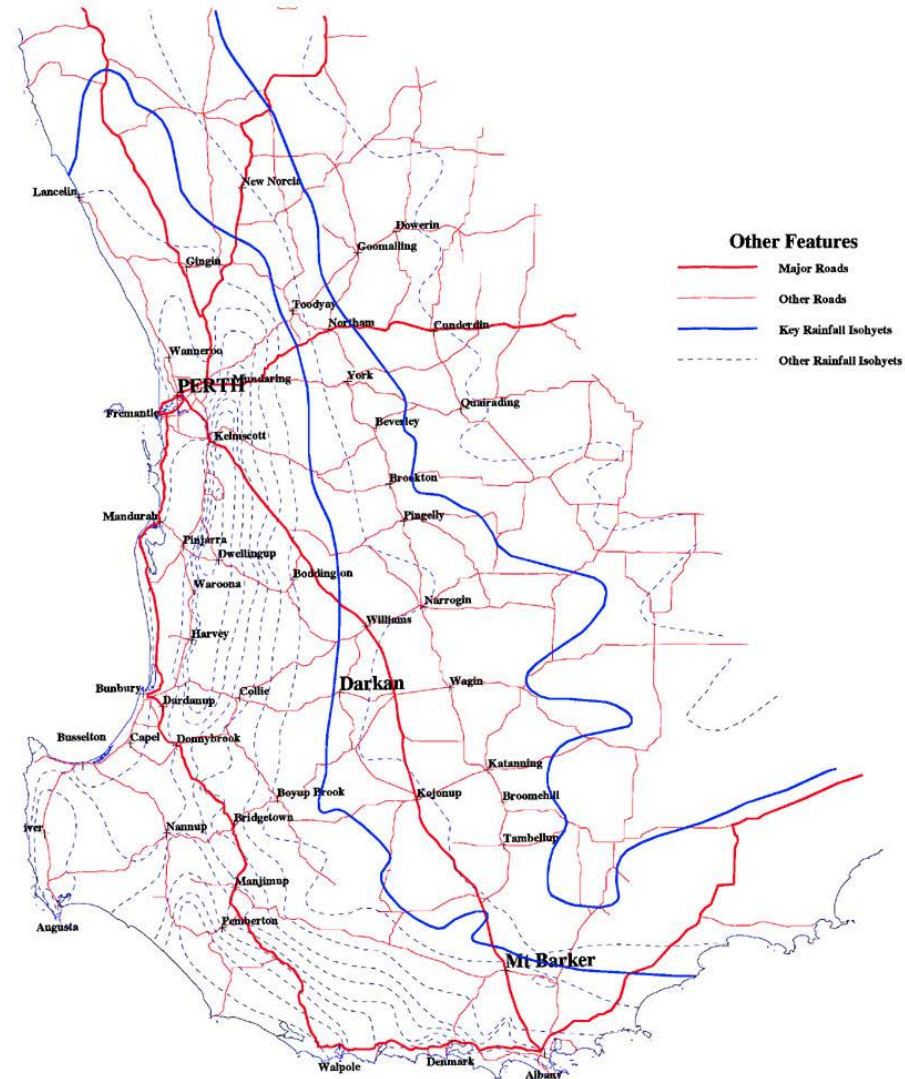 Lancelin
New Norcia
Dowerin
Goomalling
Gingin
Toodyay
Northam
Cunderdin
Wanneroo
Mundaring
York
PERTH
Quairading
Fremantle
Beverley
Kelmscott
Brookton
Mandurah
Pingelly
Pinjarra
Dwellingup
Boddington
Waroona
Narrogin
Williams
Harvey
Bunbury
Collie
Darkan
Wagin
Dardanup
Busselton
Capel
Donnybrook
Katanning
Boyup Brook
Kojonup
Broomehill
Nannup
Bridgetown
iver
Tambellup
Manjimup
Augusta
Pemberton
Mt Barker
Walpole
Denmark
Albany
Other Features
Major Roads
Other Roads
Key Rainfall Isohyets
Other Rainfall Isohyets